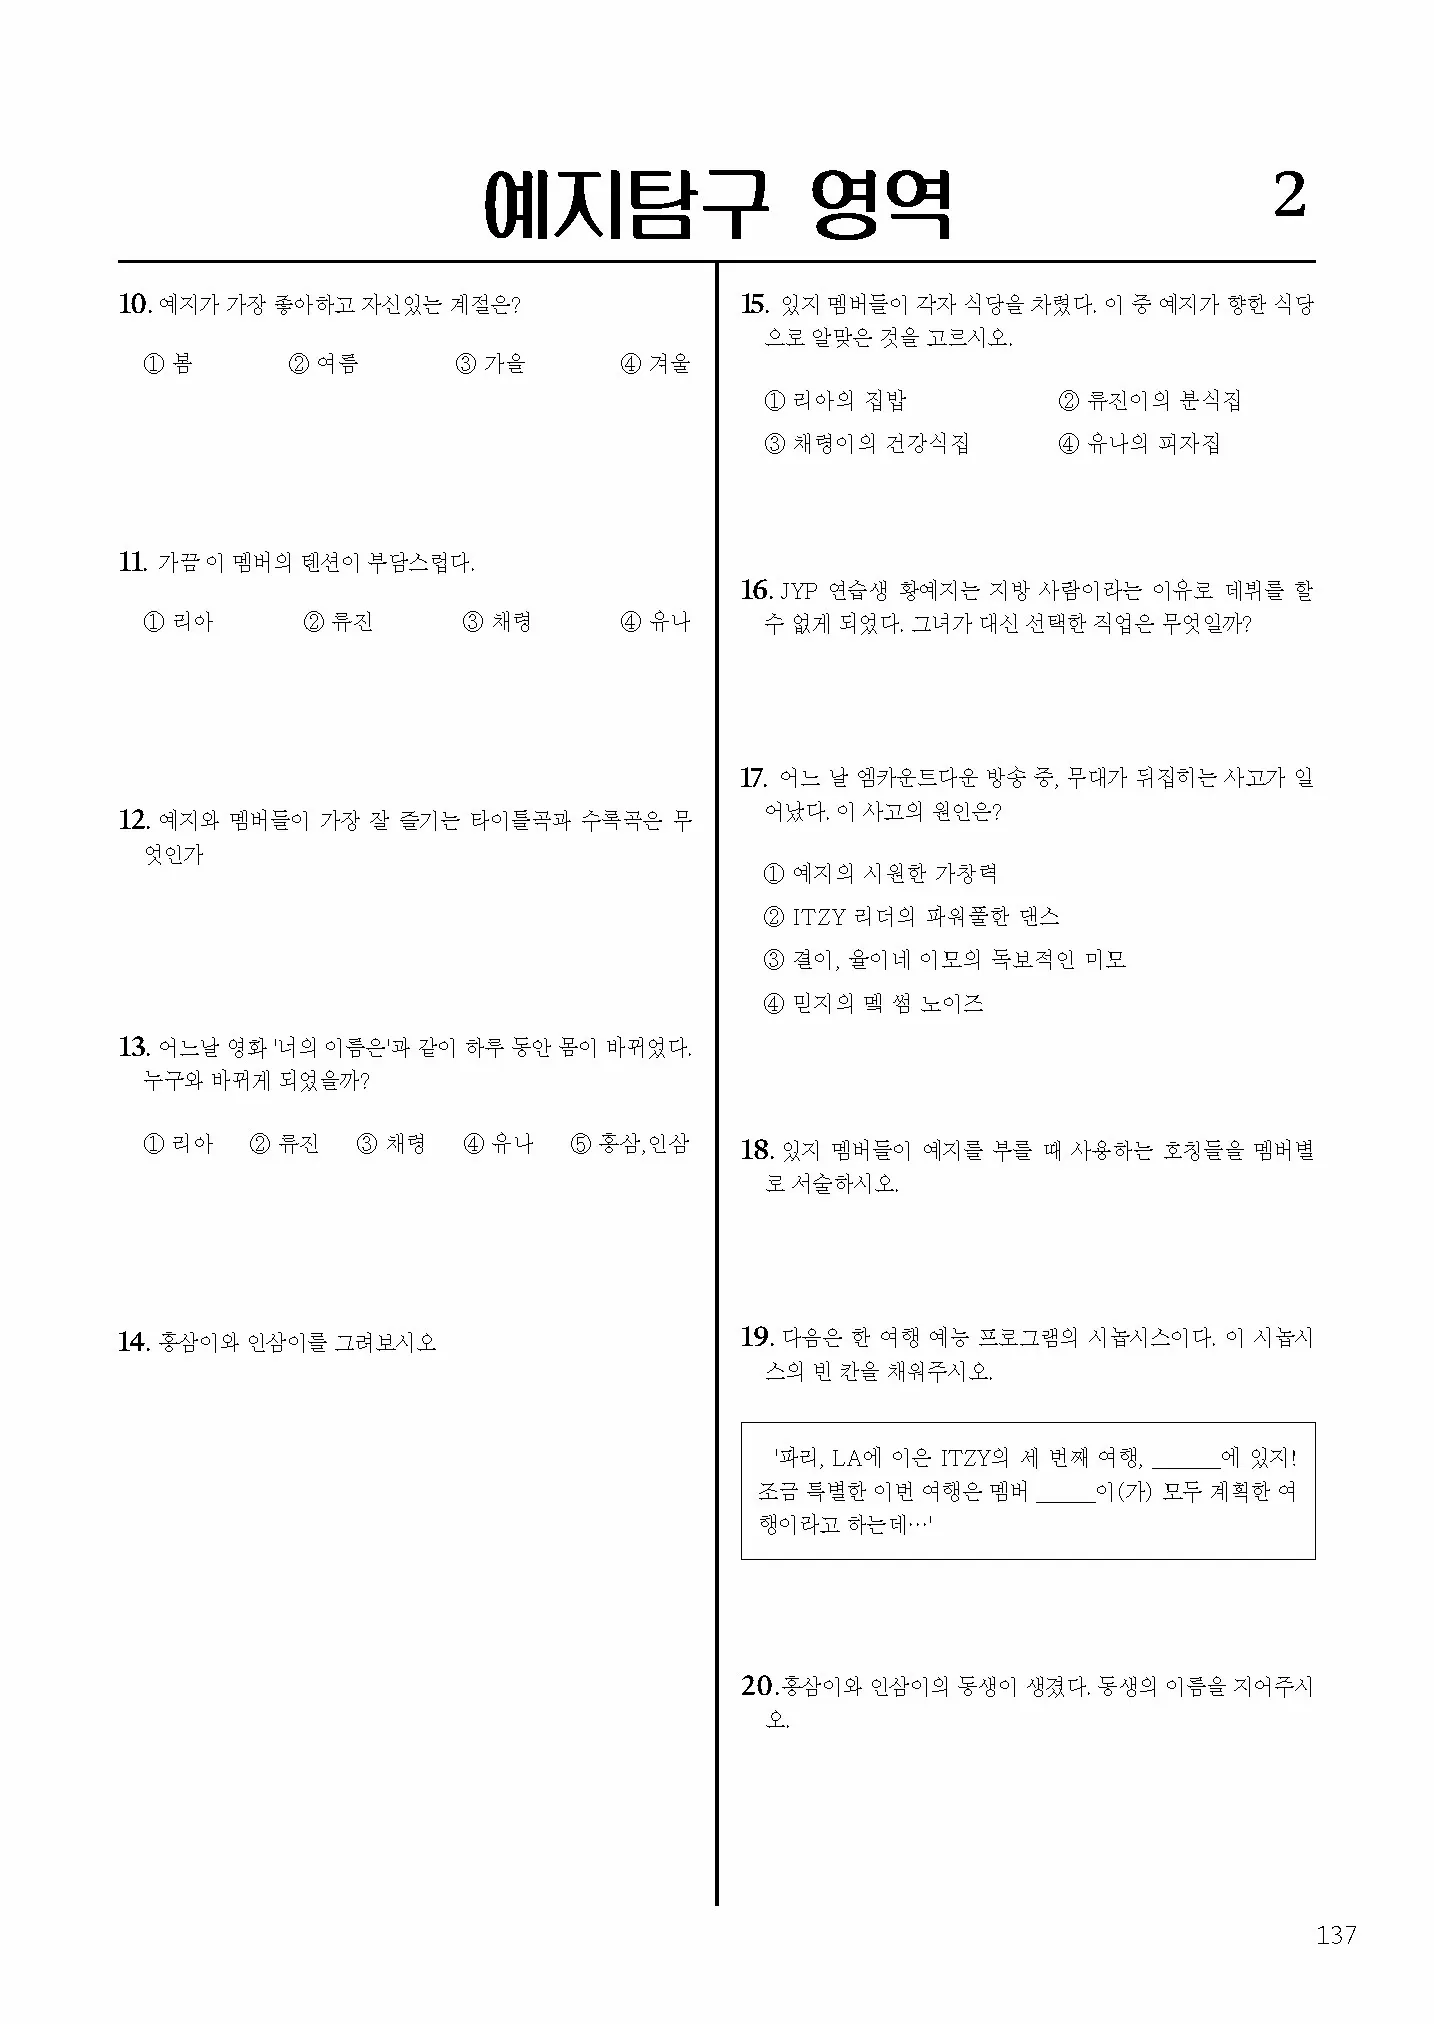 예지탐구 영역
2
10. 예지가 가장 좋아하고 자신있는 계절은?
① 봄 ② 여름 ③ 가을 ④ 겨울
11. 가끔 이 멤버의 텐션이 부담스럽다.
① 리아 ② 류진 ③ 채령 ④ 유나
12. 예지와 멤버들이 가장 잘 즐기는 타이틀곡과 수록곡은 무
엇인가
13. 어느날 영화 '너의 이름은'과 같이 하루 동안 몸이 바뀌었다.
누구와 바뀌게 되었을까?
① 리아 ② 류진 ③ 채령 ④ 유나 ⑤ 홍삼,인삼
14. 홍삼이와 인삼이를 그려보시오
15. 있지 멤버들이 각자 식당을 차렸다. 이 중 예지가 향한 식당
으로 알맞은 것을 고르시오.
① 리아의 집밥 ② 류진이의 분식집
③ 채령이의 건강식집 ④ 유나의 피자집
16. JYP 연습생 황예지는 지방 사람이라는 이유로 데뷔를 할
수 없게 되었다. 그녀가 대신 선택한 직업은 무엇일까?
17. 어느 날 엠카운트다운 방송 중, 무대가 뒤집히는 사고가 일
어났다. 이 사고의 원인은?
① 예지의 시원한 가창력
② ITZY 리더의 파워풀한 댄스
③ 결이, 율이네 이모의 독보적인 미모
④ 믿지의 멬 썸 노이즈
18. 있지 멤버들이 예지를 부를 때 사용하는 호칭들을 멤버별
로 서술하시오.
19. 다음은 한 여행 예능 프로그램의 시놉시스이다. 이 시놉시
스의 빈 칸을 채워주시오.
'파리, LA에 이은 ITZY의 세 번째 여행, ______에 있지!
조금 특별한 이번 여행은 멤버 _____이(가) 모두 계획한 여
행이라고 하는데…'
20.홍삼이와 인삼이의 동생이 생겼다. 동생의 이름을 지어주시
오.
137